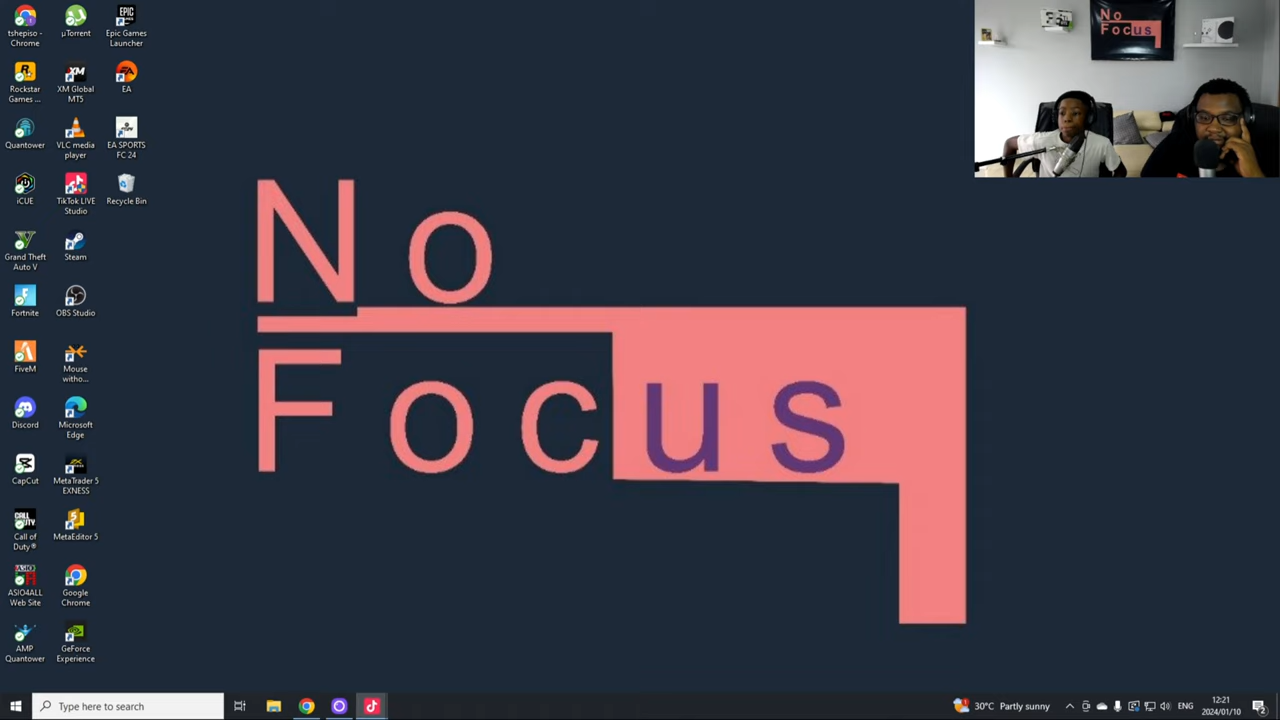 tshepiso -
Chrome
µTorrent
Epic Games
Launcher
Rockstar
Games ...
XM Global
MT5
EA
Quantower
VLC media
player
EA SPORTS
FC 24
iCUE
TikTok LIVE
Studio
Recycle Bin
Grand Theft
Auto V
Steam
Fortnite
OBS Studio
FiveM
Mouse
witho...
Discord
Microsoft
Edge
CapCut
MetaTrader 5
EXNESS
Call of
Duty®
MetaEditor 5
ASIO4ALL
Web Site
Google
Chrome
AMP
Quantower
GeForce
Experience
No
Focus
No
Focus
Type here to search
30°C Partly sunny
ENG
12:21
2024/01/10
2